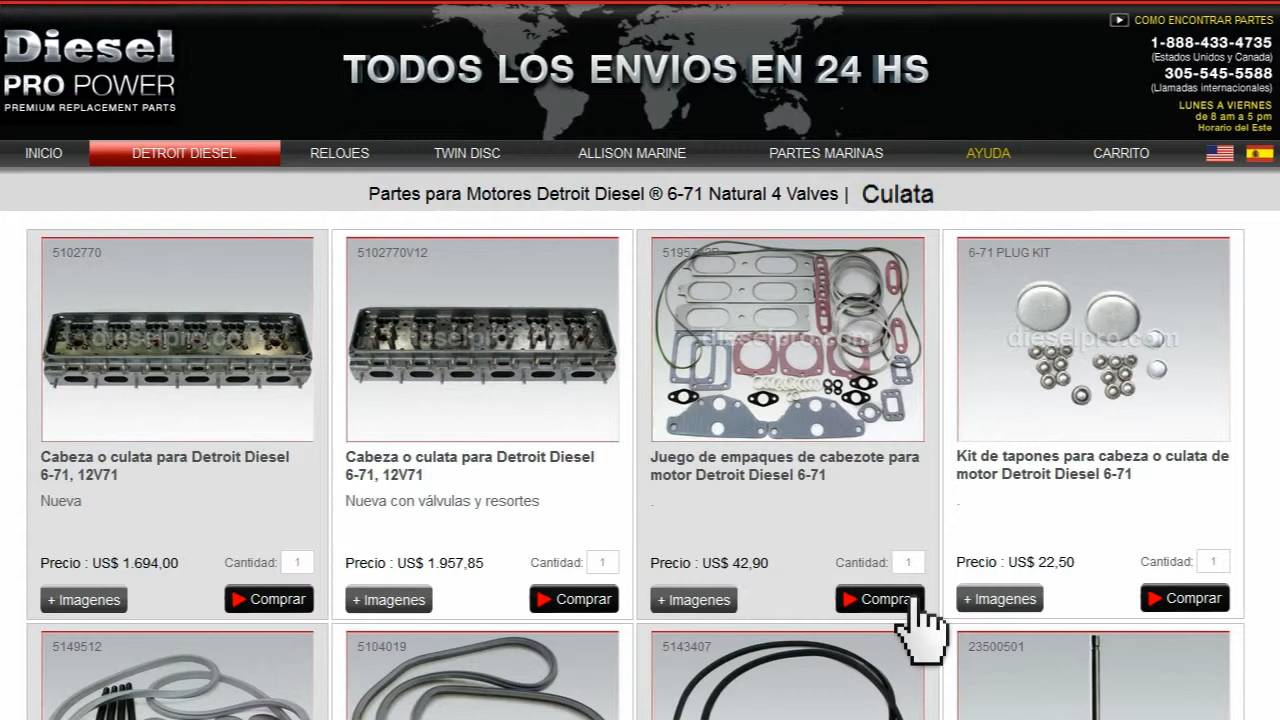 Diesel
PRO POWER
PREMIUM REPLACEMENT PARTS
TODOS LOS ENVIOS EN 24 HS
COMO ENCONTRAR PARTES
1-888-433-4735
(Estados Unidos y Canada)
305-545-5588
(Llamadas internacionales)
LUNES A VIERNES
de 8 am a 5 pm
Horario del Este
INICIO DETROIT DIESEL RELOJES TWIN DISC ALLISON MARINE PARTES MARINAS AYUDA CARRITO
Partes para Motores Detroit Diesel ® 6-71 Natural 4 Valves | Culata
5102770
dieselpro.com
Cabeza o culata para Detroit Diesel
6-71, 12V71
Nueva
Precio : US$ 1.694,00 Cantidad: 1
+ Imagenes Comprar
5102770V12
dieselpro.com
Cabeza o culata para Detroit Diesel
6-71, 12V71
Nueva con válvulas y resortes
Precio : US$ 1.957,85 Cantidad: 1
+ Imagenes Comprar
dieselpro.com
Juego de empaques de cabezote para
motor Detroit Diesel 6-71
.
Precio : US$ 42,90 Cantidad: 1
+ Imagenes Comprar
6-71 PLUG KIT
dieselpro.com
Kit de tapones para cabeza o culata de
motor Detroit Diesel 6-71
.
Precio : US$ 22,50 Cantidad: 1
+ Imagenes Comprar
5149512
5104019
5143407
23500501